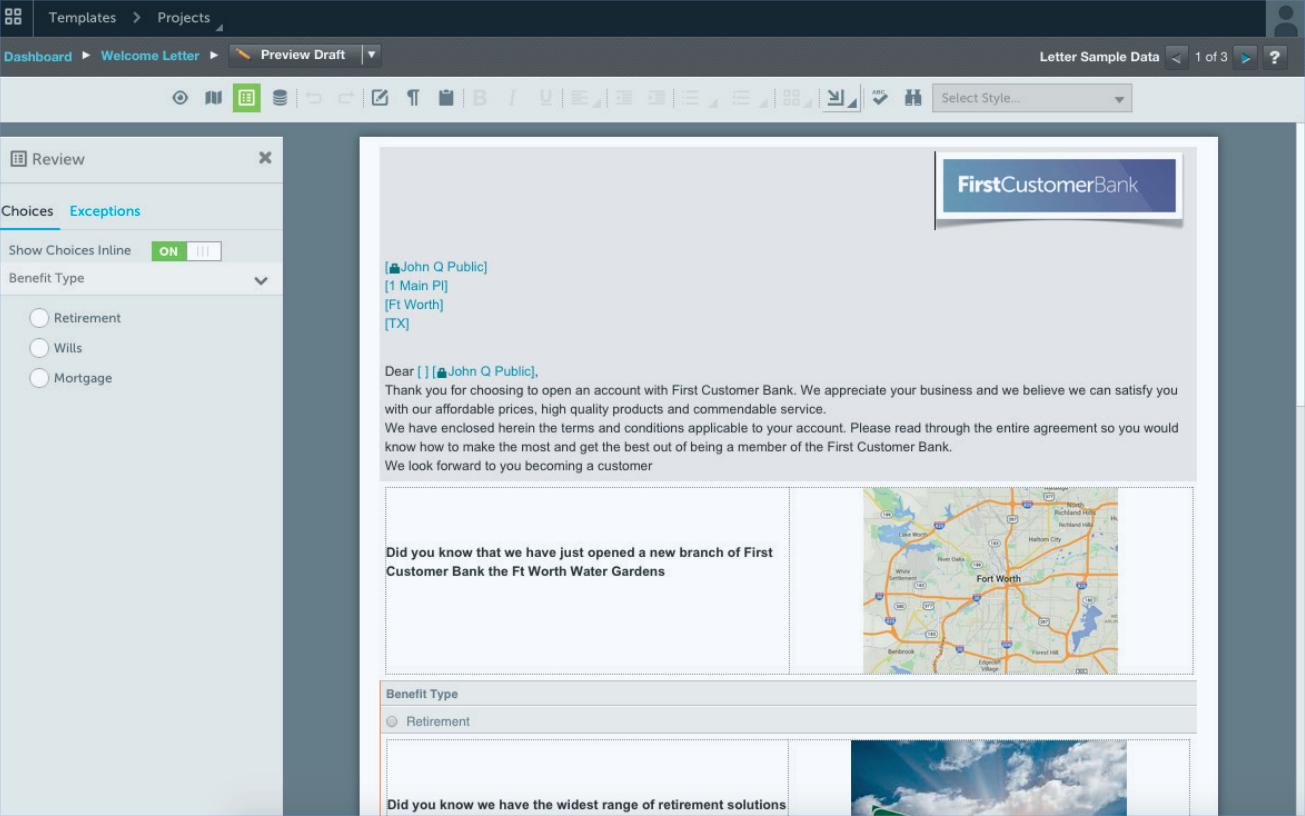 Templates > Projects
Dashboard ▶ Welcome Letter ▶ Preview Draft
Letter Sample Data < 1 of 3 > ?
B I U ABC Select Style...
Review
Choices Exceptions
Show Choices Inline ON
Benefit Type
Retirement
Wills
Mortgage
FirstCustomerBank
[John Q Public]
[1 Main Pl]
[Ft Worth]
[TX]
Dear [ ] [John Q Public],
Thank you for choosing to open an account with First Customer Bank. We appreciate your business and we believe we can satisfy you
with our affordable prices, high quality products and commendable service.
We have enclosed herein the terms and conditions applicable to your account. Please read through the entire agreement so you would
know how to make the most and get the best out of being a member of the First Customer Bank.
We look forward to you becoming a customer
Did you know that we have just opened a new branch of First
Customer Bank the Ft Worth Water Gardens
North
Richland Hills
Richland Hills
Lake Worth
Haltom City
River Oaks
White
Settlement
Fort Worth
Benbrook
Forest Hill
Edgecliff
Village
Benefit Type
Retirement
Did you know we have the widest range of retirement solutions